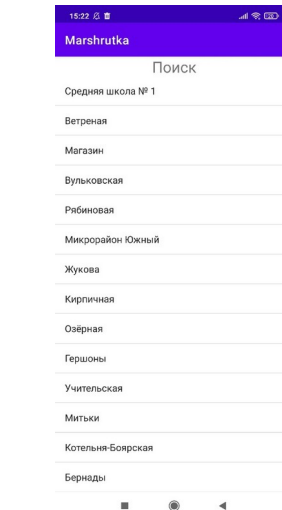 15:22
Marshrutka
Поиск
Средняя школа № 1
Ветреная
Магазин
Вульковская
Рябиновая
Микрорайон Южный
Жукова
Кирпичная
Озёрная
Гершоны
Учительская
Митьки
Котельня-Боярская
Бернады